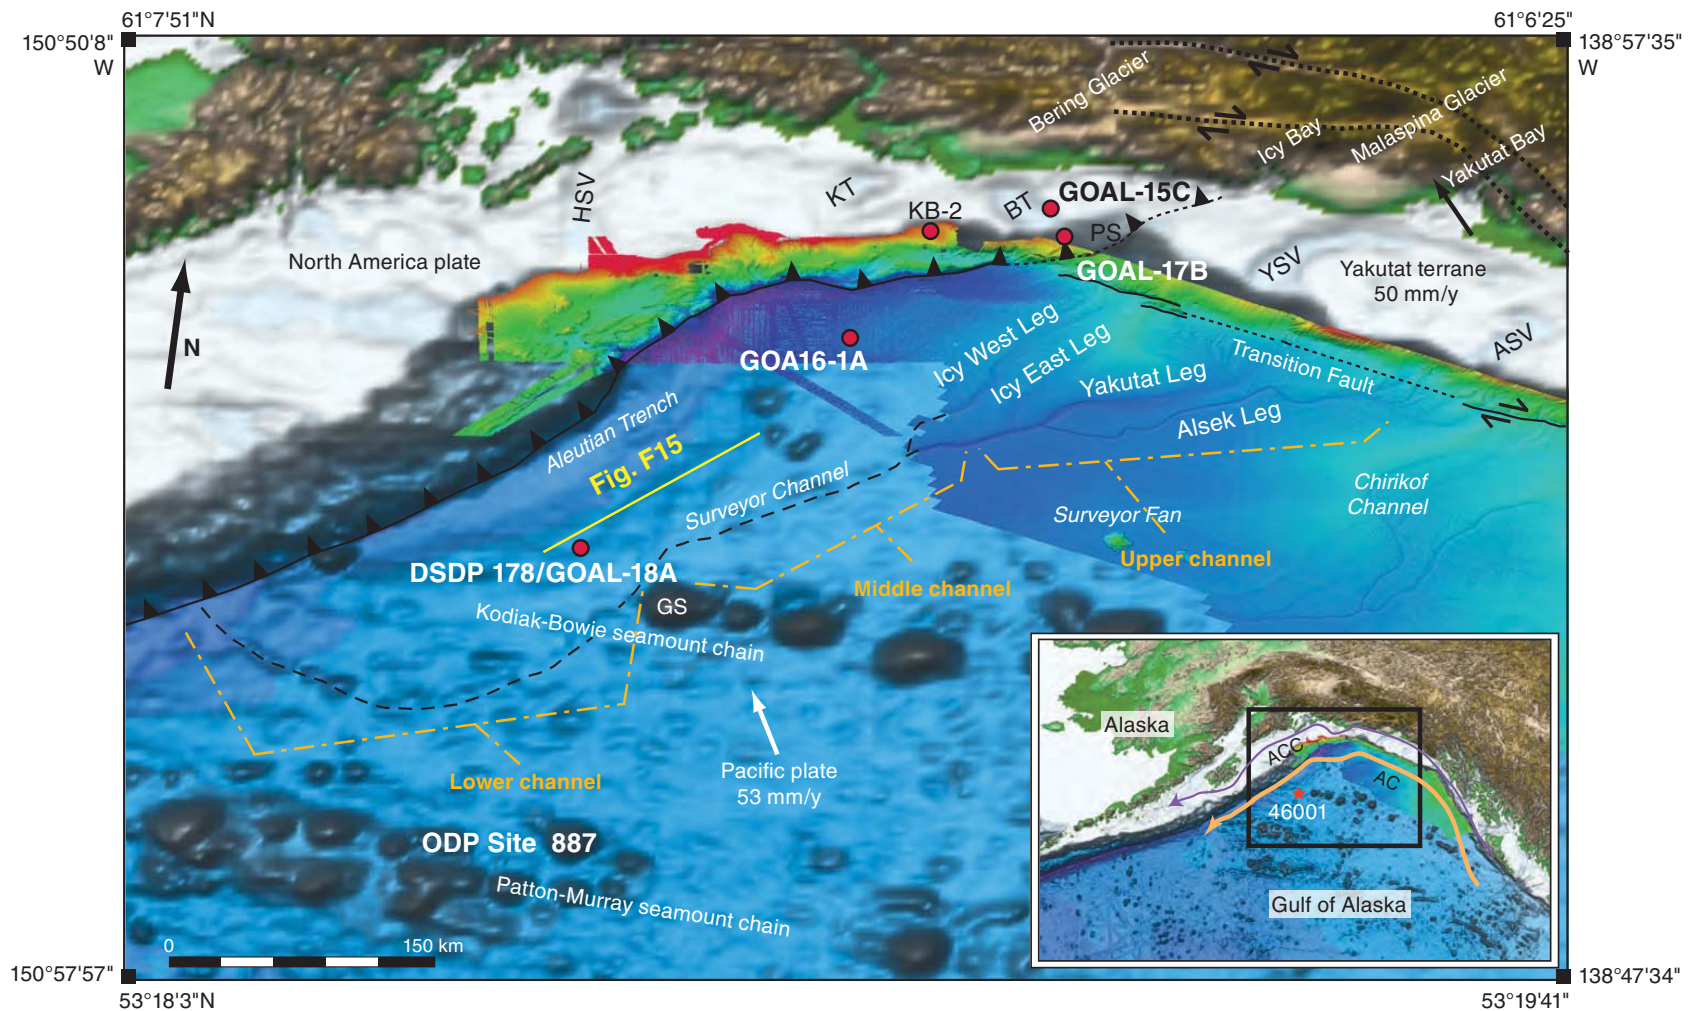 61°7'51"N
61°6'25"
150°50'8"
W
138°57'35"
W
Bering Glacier
Icy Bay
Malaspina Glacier
Yakutat Bay
HSV
KT
KB-2
BT
GOAL-15C
PS
GOAL-17B
YSV
Yakutat terrane
50 mm/y
ASV
North America plate
N
GOA16-1A
Icy West Leg
Icy East Leg
Yakutat Leg
Alsek Leg
Transition Fault
Aleutian Trench
Fig. F15
Surveyor Channel
Surveyor Fan
Chirikof
Channel
Upper channel
Middle channel
DSDP 178/GOAL-18A
GS
Kodiak-Bowie seamount chain
Pacific plate
53 mm/y
Lower channel
ODP Site 887
Patton-Murray seamount chain
0
150 km
Alaska
ACC
AC
46001
Gulf of Alaska
150°57'57"
138°47'34"
53°18'3"N
53°19'41"